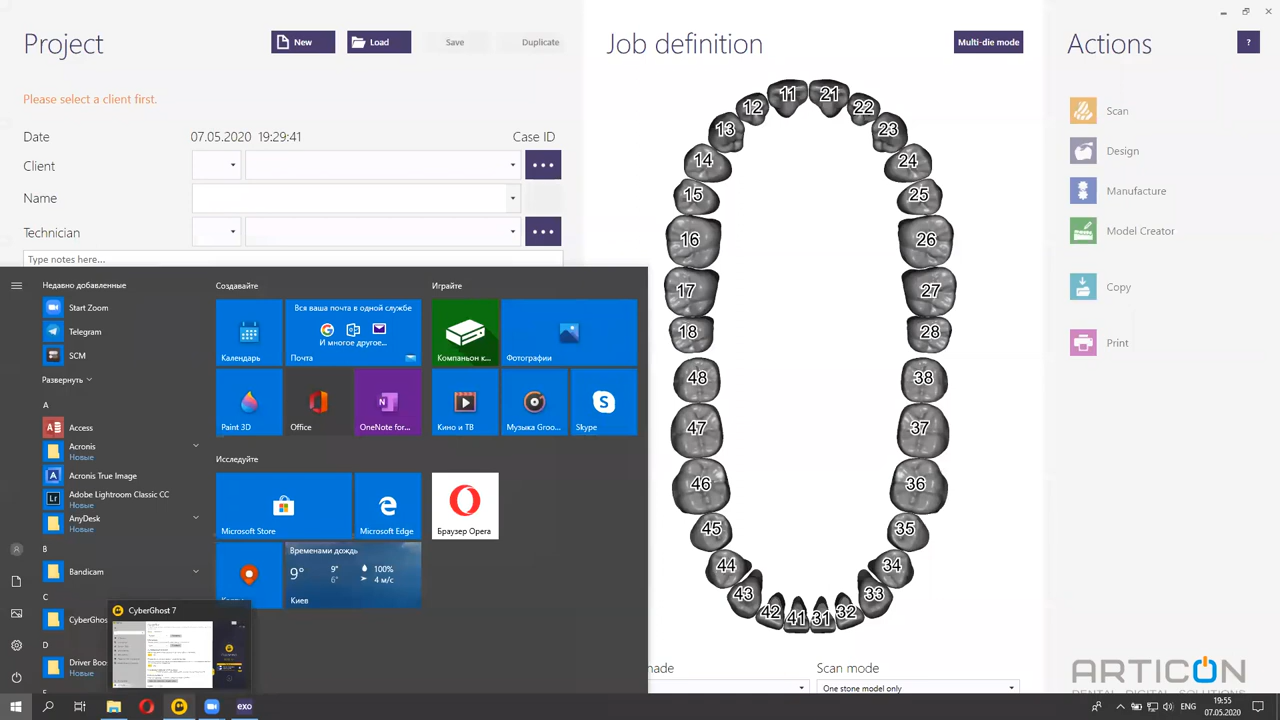 Project
New
Load
Save
Duplicate
Please select a client first.
Date
07.05.2020 19:29:41
Case ID
Client
Name
Technician
Type notes here...
Job definition
Multi-die mode
11
21
12
22
13
23
14
24
15
25
16
26
17
27
18
28
48
38
47
37
46
36
45
35
44
34
43
33
42
41
31
32
made
Scan mode
One stone model only
Actions
?
Scan
Design
Manufacture
Model Creator
Copy
Print
ARTICON
DENTAL DIGITAL SOLUTIONS
Недавно добавленные
Start Zoom
Telegram
SCM
Развернуть
A
Access
Acronis
Новые
Acronis True Image
Adobe Lightroom Classic CC
Новые
AnyDesk
Новые
B
Bandicam
C
CyberGhos
D
Driver Boos
Новые
Создавайте
Календарь
Вся ваша почта в одной службе
И многое другое...
Почта
Paint 3D
Office
OneNote for...
Играйте
Компаньон к...
Фотографии
Кино и ТВ
Музыка Groo...
Skype
Исследуйте
Microsoft Store
Microsoft Edge
Браузер Opera
Временами дождь
9°
9°
6°
100%
4 м/с
Киев
CyberGhost 7
exo
ENG
19:55
07.05.2020